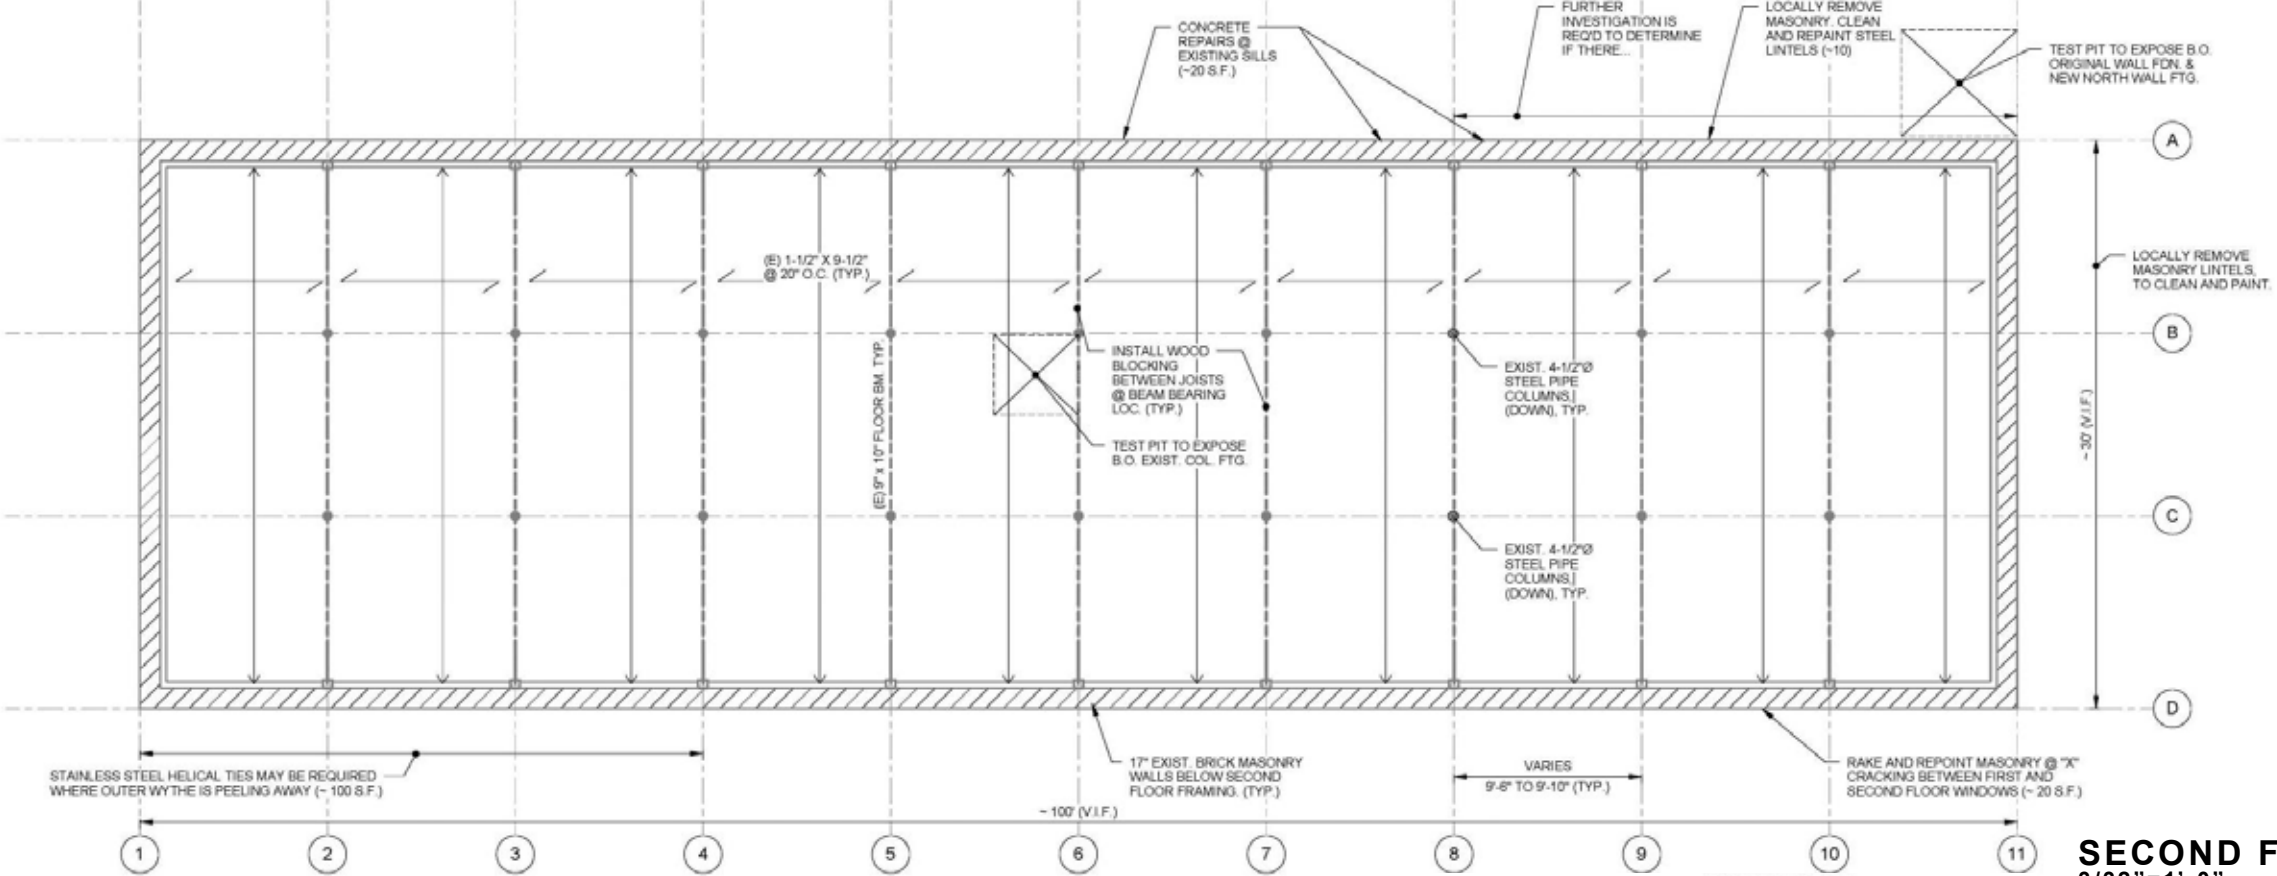 CONCRETE
REPAIRS @
EXISTING SILLS
(~20 S.F.)
FURTHER
INVESTIGATION IS
REQ'D TO DETERMINE
IF THERE...
LOCALLY REMOVE
MASONRY. CLEAN
AND REPAINT STEEL
LINTELS (~10)
TEST PIT TO EXPOSE B.O.
ORIGINAL WALL FDN. &
NEW NORTH WALL FTG.
A
LOCALLY REMOVE
MASONRY LINTELS,
TO CLEAN AND PAINT.
(E) 1-1/2" X 9-1/2"
@ 20" O.C. (TYP.)
B
(E) 9" x 10" FLOOR BM. TYP.
INSTALL WOOD
BLOCKING
BETWEEN JOISTS
@ BEAM BEARING
LOC. (TYP.)
TEST PIT TO EXPOSE
B.O. EXIST. COL. FTG.
EXIST. 4-1/2"Ø
STEEL PIPE
COLUMNS,]
(DOWN), TYP.
~ 30' (V.I.F.)
C
EXIST. 4-1/2"Ø
STEEL PIPE
COLUMNS,]
(DOWN), TYP.
D
STAINLESS STEEL HELICAL TIES MAY BE REQUIRED
WHERE OUTER WYTHE IS PEELING AWAY (~ 100 S.F.)
17" EXIST. BRICK MASONRY
WALLS BELOW SECOND
FLOOR FRAMING. (TYP.)
VARIES
9'-6" TO 9'-10" (TYP.)
RAKE AND REPOINT MASONRY @ "X"
CRACKING BETWEEN FIRST AND
SECOND FLOOR WINDOWS (~ 20 S.F.)
~ 100' (V.I.F.)
1 2 3 4 5 6 7 8 9 10 11
SECOND F